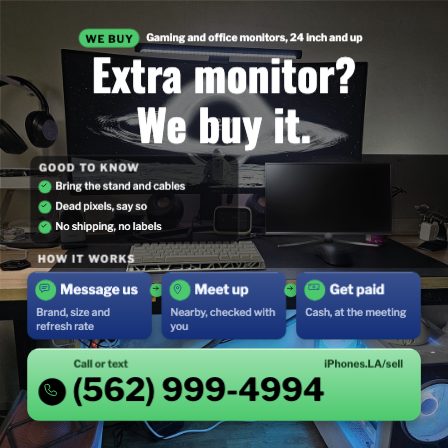 WE BUY Gaming and office monitors, 24 inch and up
Extra monitor?
We buy it.
GOOD TO KNOW
Bring the stand and cables
Dead pixels, say so
No shipping, no labels
HOW IT WORKS
Message us
Brand, size and
refresh rate
Meet up
Nearby, checked with
you
Get paid
Cash, at the meeting
Call or text
iPhones.LA/sell
(562) 999-4994